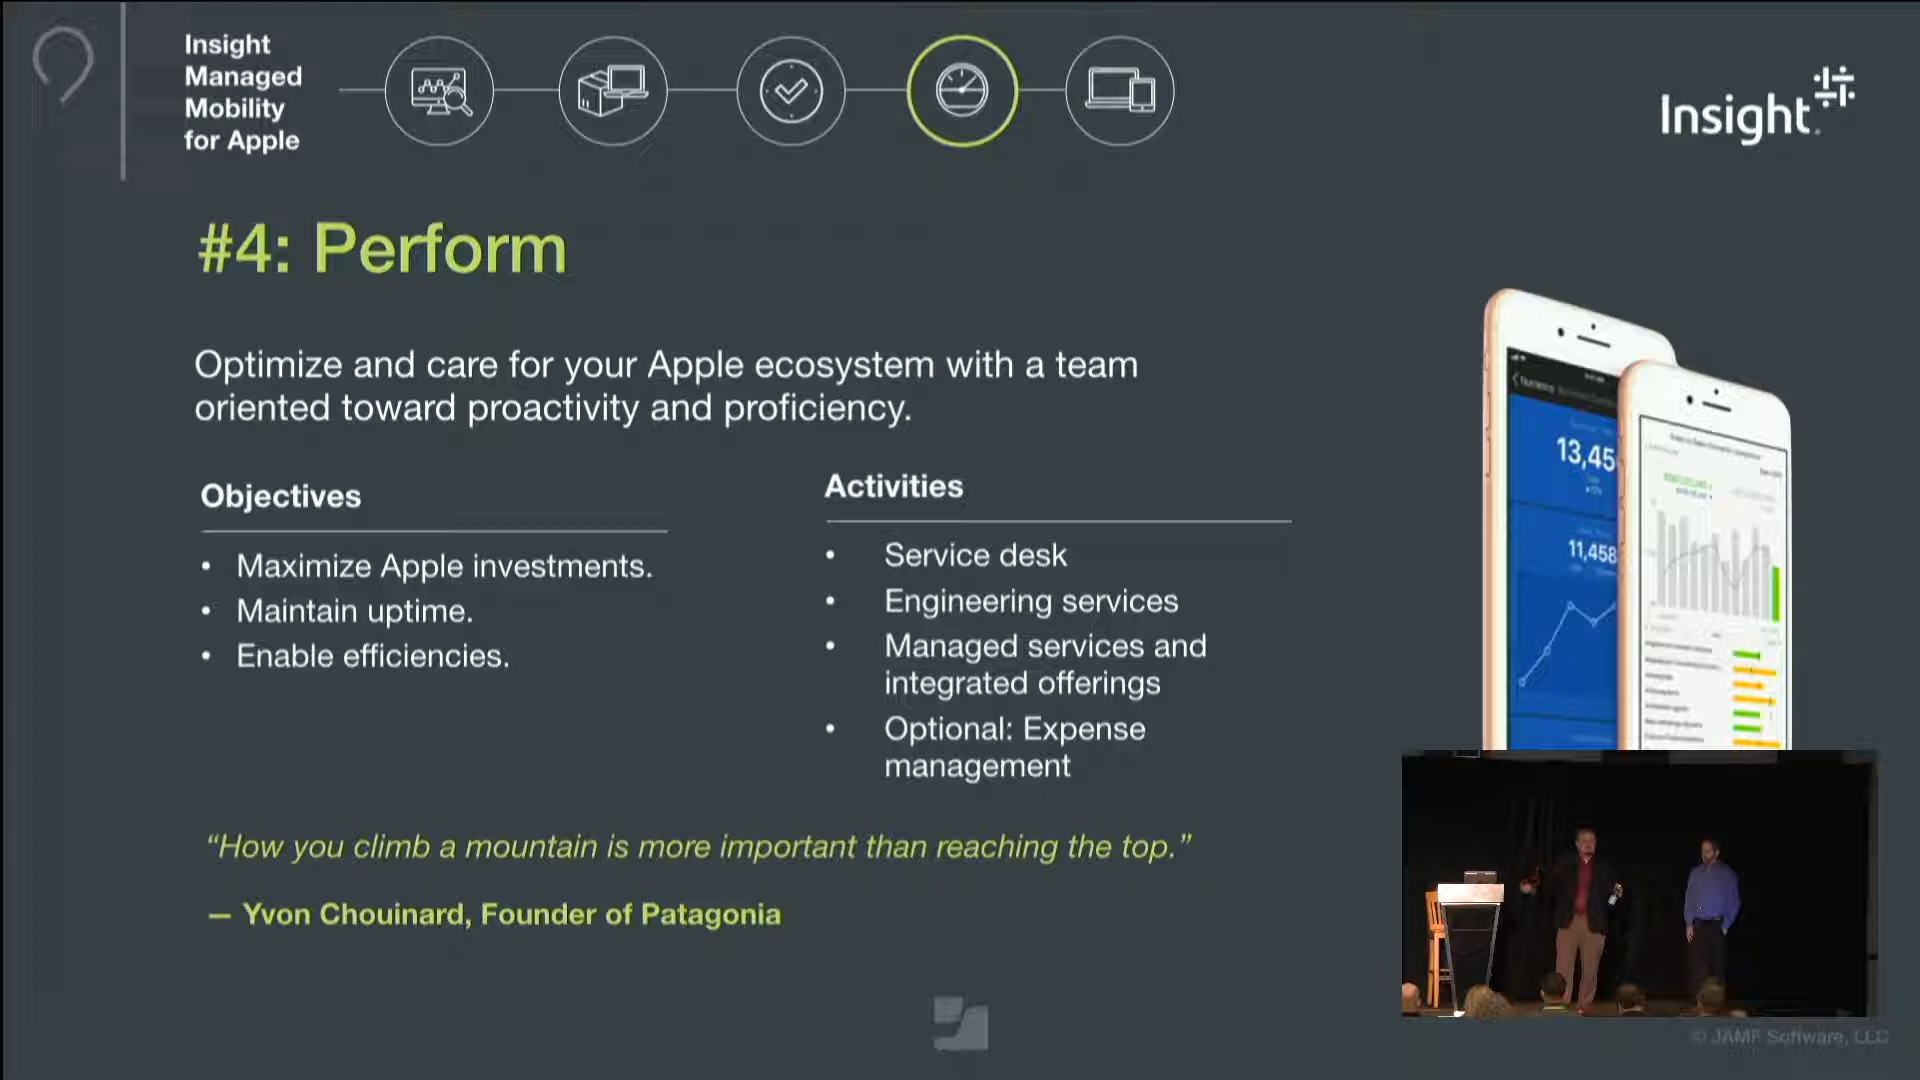 Insight
Managed
Mobility
for Apple
Insight
#4: Perform
Optimize and care for your Apple ecosystem with a team
oriented toward proactivity and proficiency.
Objectives
• Maximize Apple investments.
• Maintain uptime.
• Enable efficiencies.
Activities
• Service desk
• Engineering services
• Managed services and
integrated offerings
• Optional: Expense
management
13,45
11,458
“How you climb a mountain is more important than reaching the top.”
— Yvon Chouinard, Founder of Patagonia
© JAMF Software, LLC